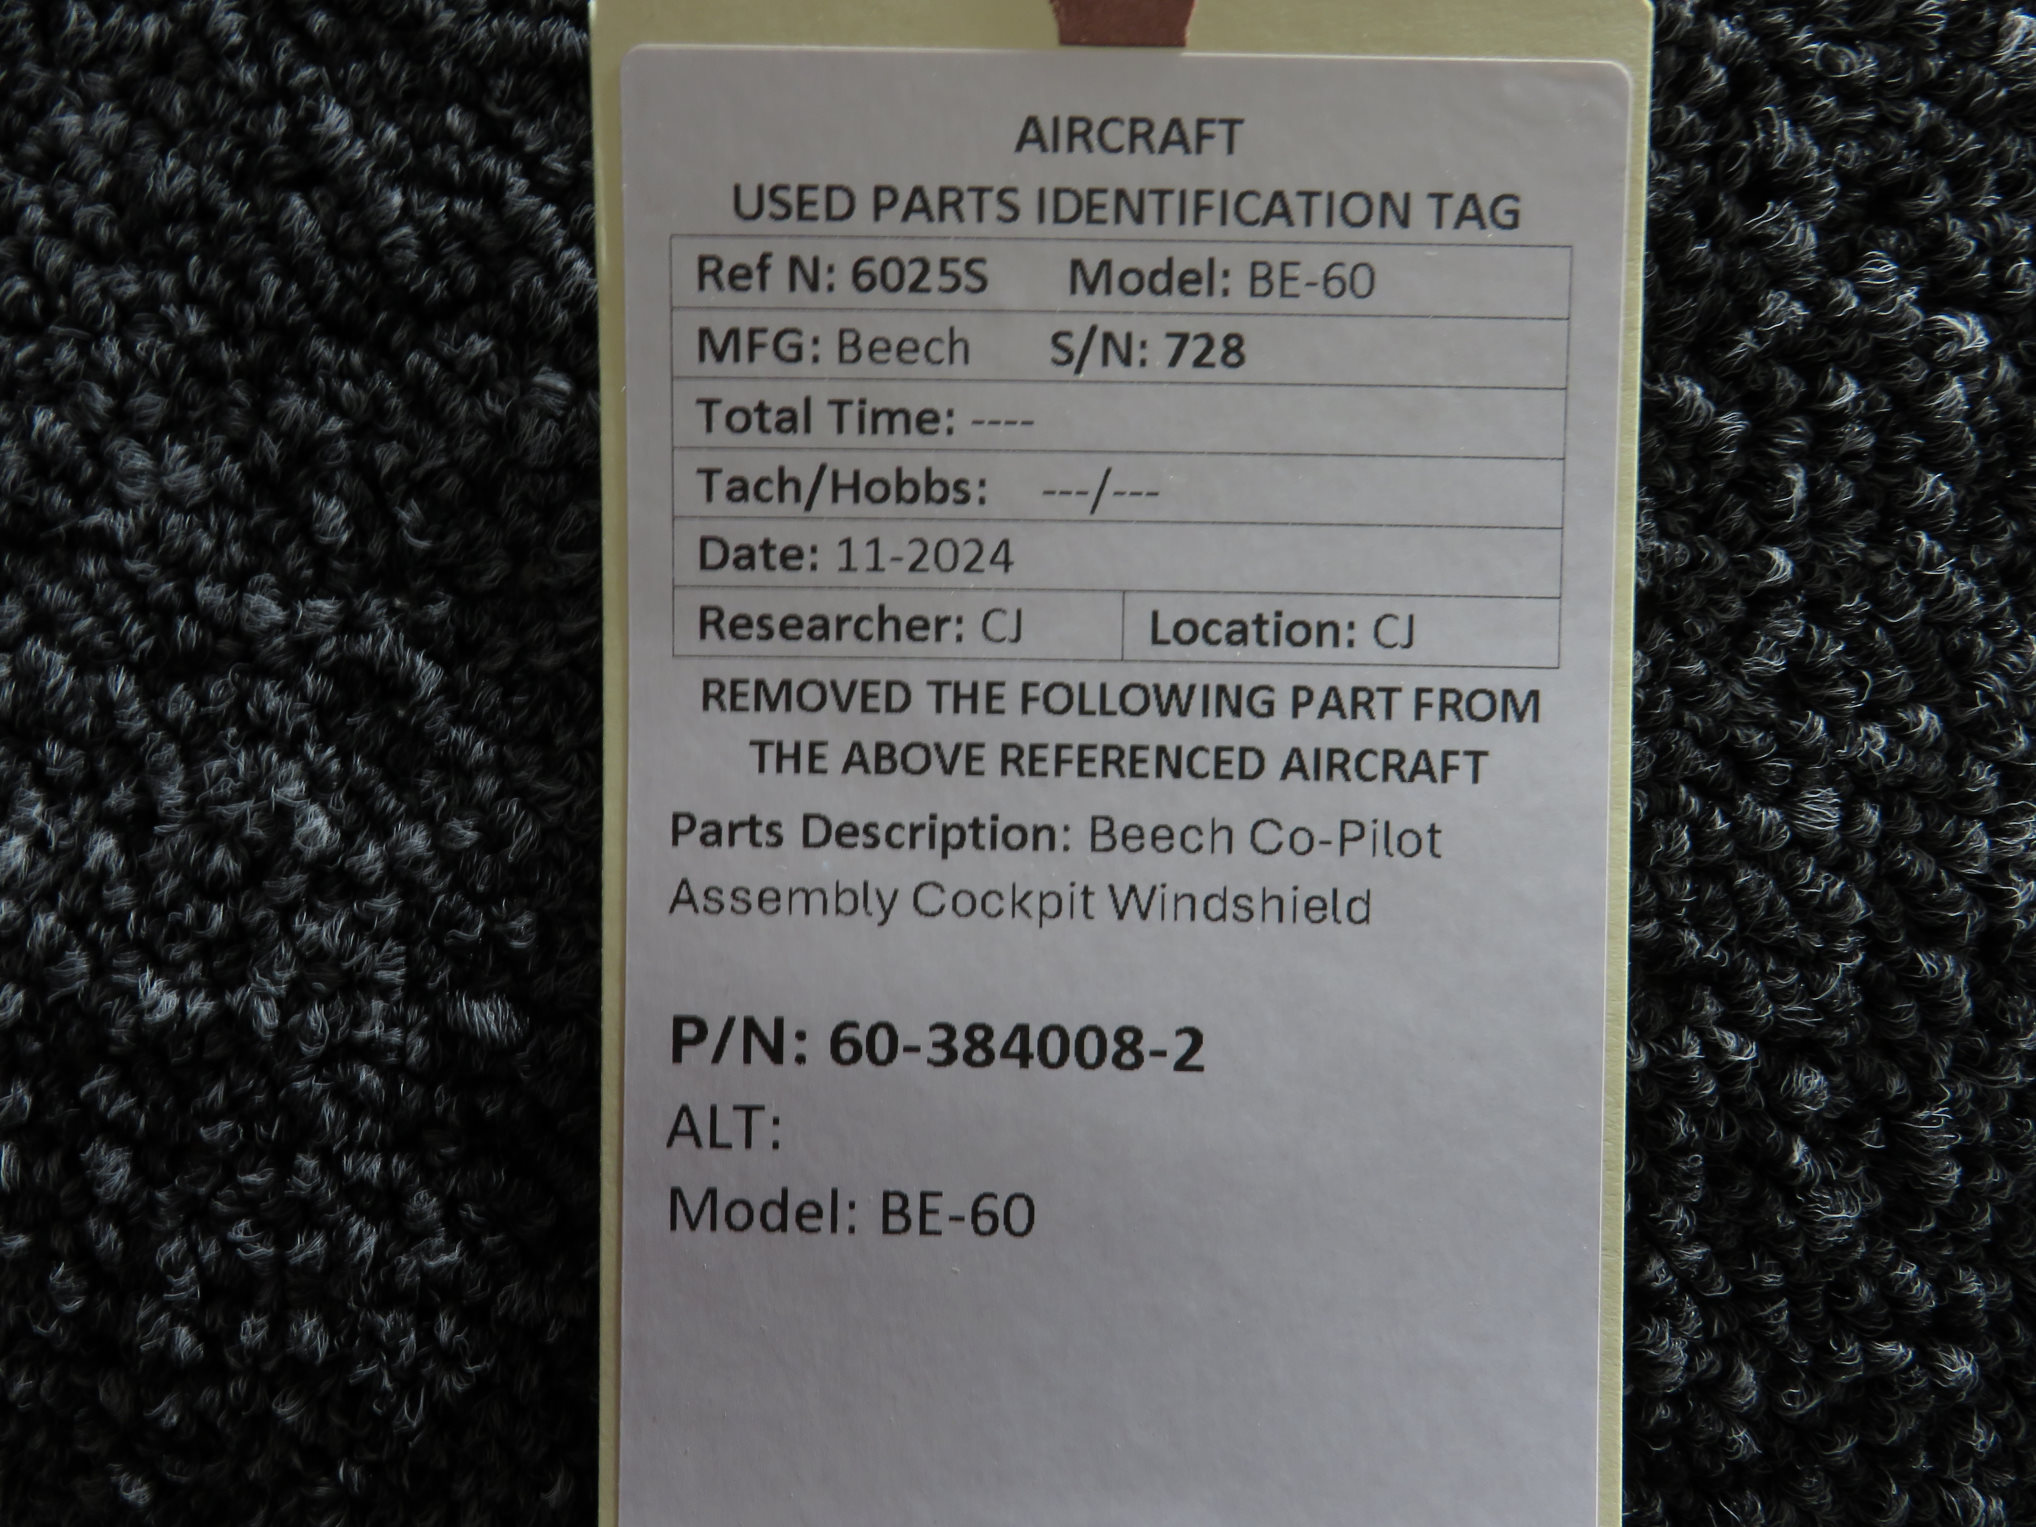 AIRCRAFT
USED PARTS IDENTIFICATION TAG
Ref N: 6025S Model: BE-60
MFG: Beech S/N: 728
Total Time: ----
Tach/Hobbs: ---/---
Date: 11-2024
Researcher: CJ Location: CJ
REMOVED THE FOLLOWING PART FROM
THE ABOVE REFERENCED AIRCRAFT
Parts Description: Beech Co-Pilot
Assembly Cockpit Windshield
P/N: 60-384008-2
ALT:
Model: BE-60